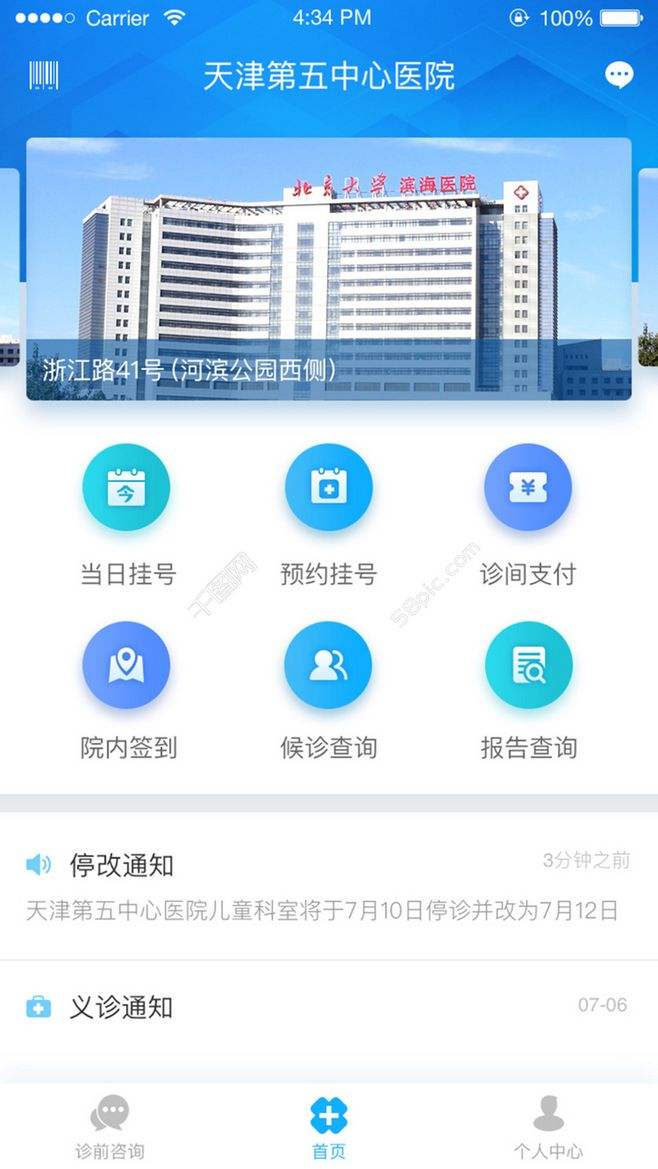 Carrier 4:34 PM 100%
天津第五中心医院
北京大学 滨海医院
浙江路41号 (河滨公园西侧)
今
¥
当日挂号 预约挂号 诊间支付
千图网
58pic.com
院内签到 候诊查询 报告查询
停改通知 3分钟之前
天津第五中心医院儿童科室将于7月10日停诊并改为7月12日
义诊通知 07-06
诊前咨询 首页 个人中心